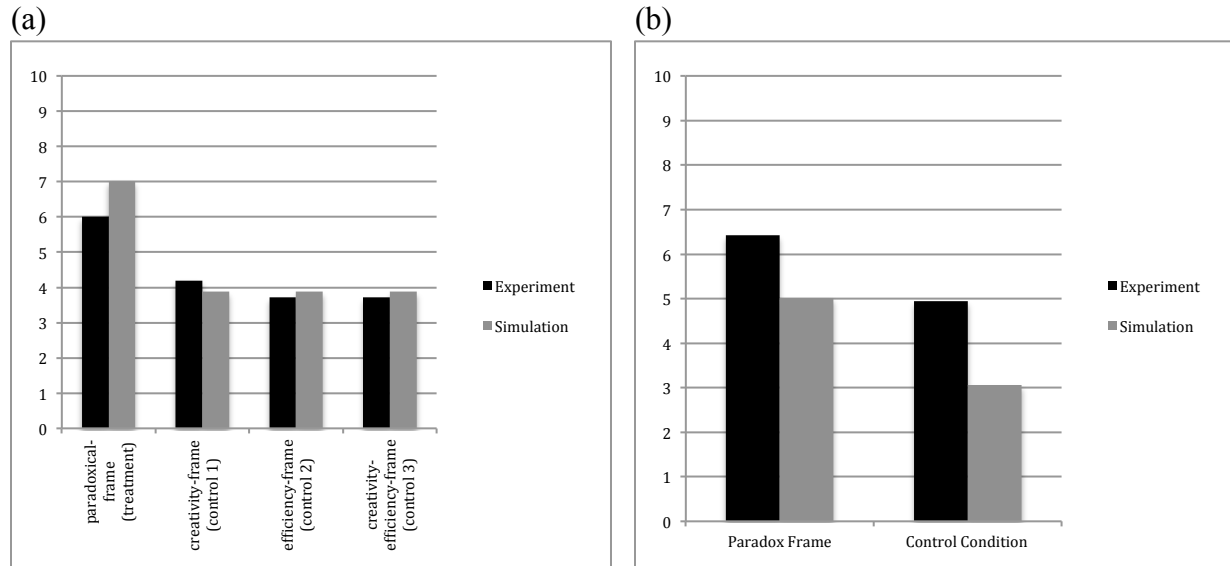 (a)
10
9
8
7
6
5
4
3
2
1
0
paradoxical-
frame
(treatment)
creativity-frame
(control 1)
efficiency-frame
(control 2)
creativity-
efficiency-frame
(control 3)
Experiment
Simulation
(b)
10
9
8
7
6
5
4
3
2
1
0
Paradox Frame
Control Condition
Experiment
Simulation